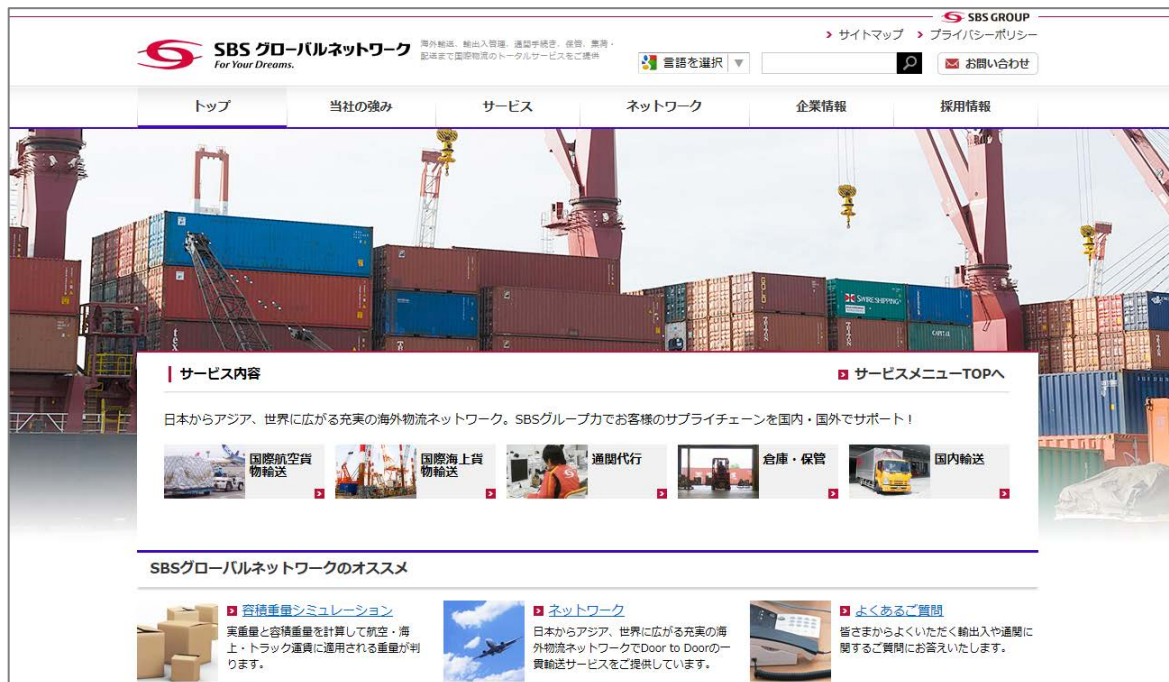 SBS GROUP
サイトマップ
プライバシーポリシー
SBS グローバルネットワーク
For Your Dreams.
海外輸送、輸出入管理、通関手続き、保管、集荷・
配送まで国際物流のトータルサービスをご提供
言語を選択 ▼
お問い合わせ
トップ
当社の強み
サービス
ネットワーク
企業情報
採用情報
SWIRE SHIPPING
CAPITAL
tex
サービス内容
サービスメニューTOPへ
日本からアジア、世界に広がる充実の海外物流ネットワーク。SBSグループ力でお客様のサプライチェーンを国内・国外でサポート！
国際航空貨
物輸送
国際海上貨
物輸送
通関代行
倉庫・保管
国内輸送
SBSグローバルネットワークのオススメ
容積重量シミュレーション
実重量と容積重量を計算して航空・海
上・トラック運賃に適用される重量が判
ります。
ネットワーク
日本からアジア、世界に広がる充実の海
外物流ネットワークでDoor to Doorの一
貫輸送サービスをご提供しています。
よくあるご質問
皆さまからよくいただく輸出入や通関に
関するご質問にお答えいたします。